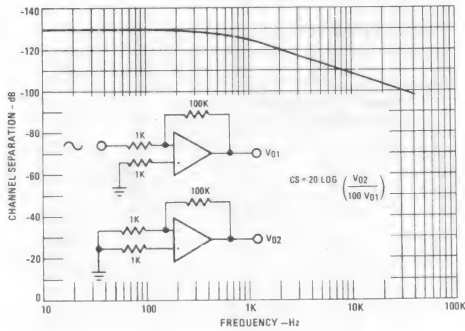 -140
-120
-100
-80
-60
-40
-20
0
CHANNEL SEPARATION - dB
100K
1K
1K
V01
CS = 20 LOG ( V02 / 100 V01 )
100K
1K
1K
V02
10
100
1K
10K
100K
FREQUENCY –Hz